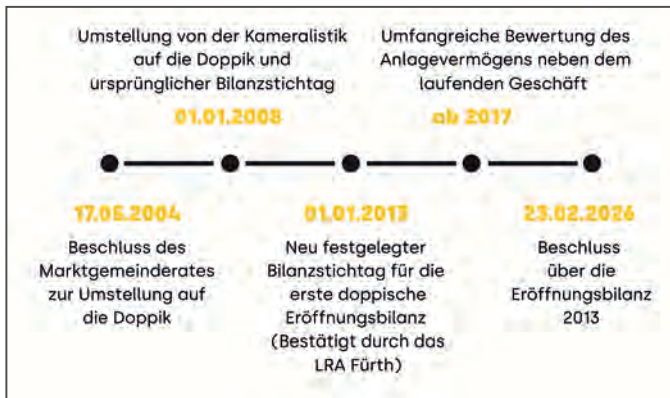 Umstellung von der Kameralistik
auf die Doppik und
ursprünglicher Bilanzstichtag
01.01.2008
Umfangreiche Bewertung des
Anlagevermögens neben dem
laufenden Geschäft
ab 2017
17.05.2004
Beschluss des
Marktgemeinderates
zur Umstellung auf
die Doppik
01.01.2013
Neu festgelegter
Bilanzstichtag für die
erste doppische
Eröffnungsbilanz
(Bestätigt durch das
LRA Fürth)
23.02.2026
Beschluss
über die
Eröffnungsbilanz
2013